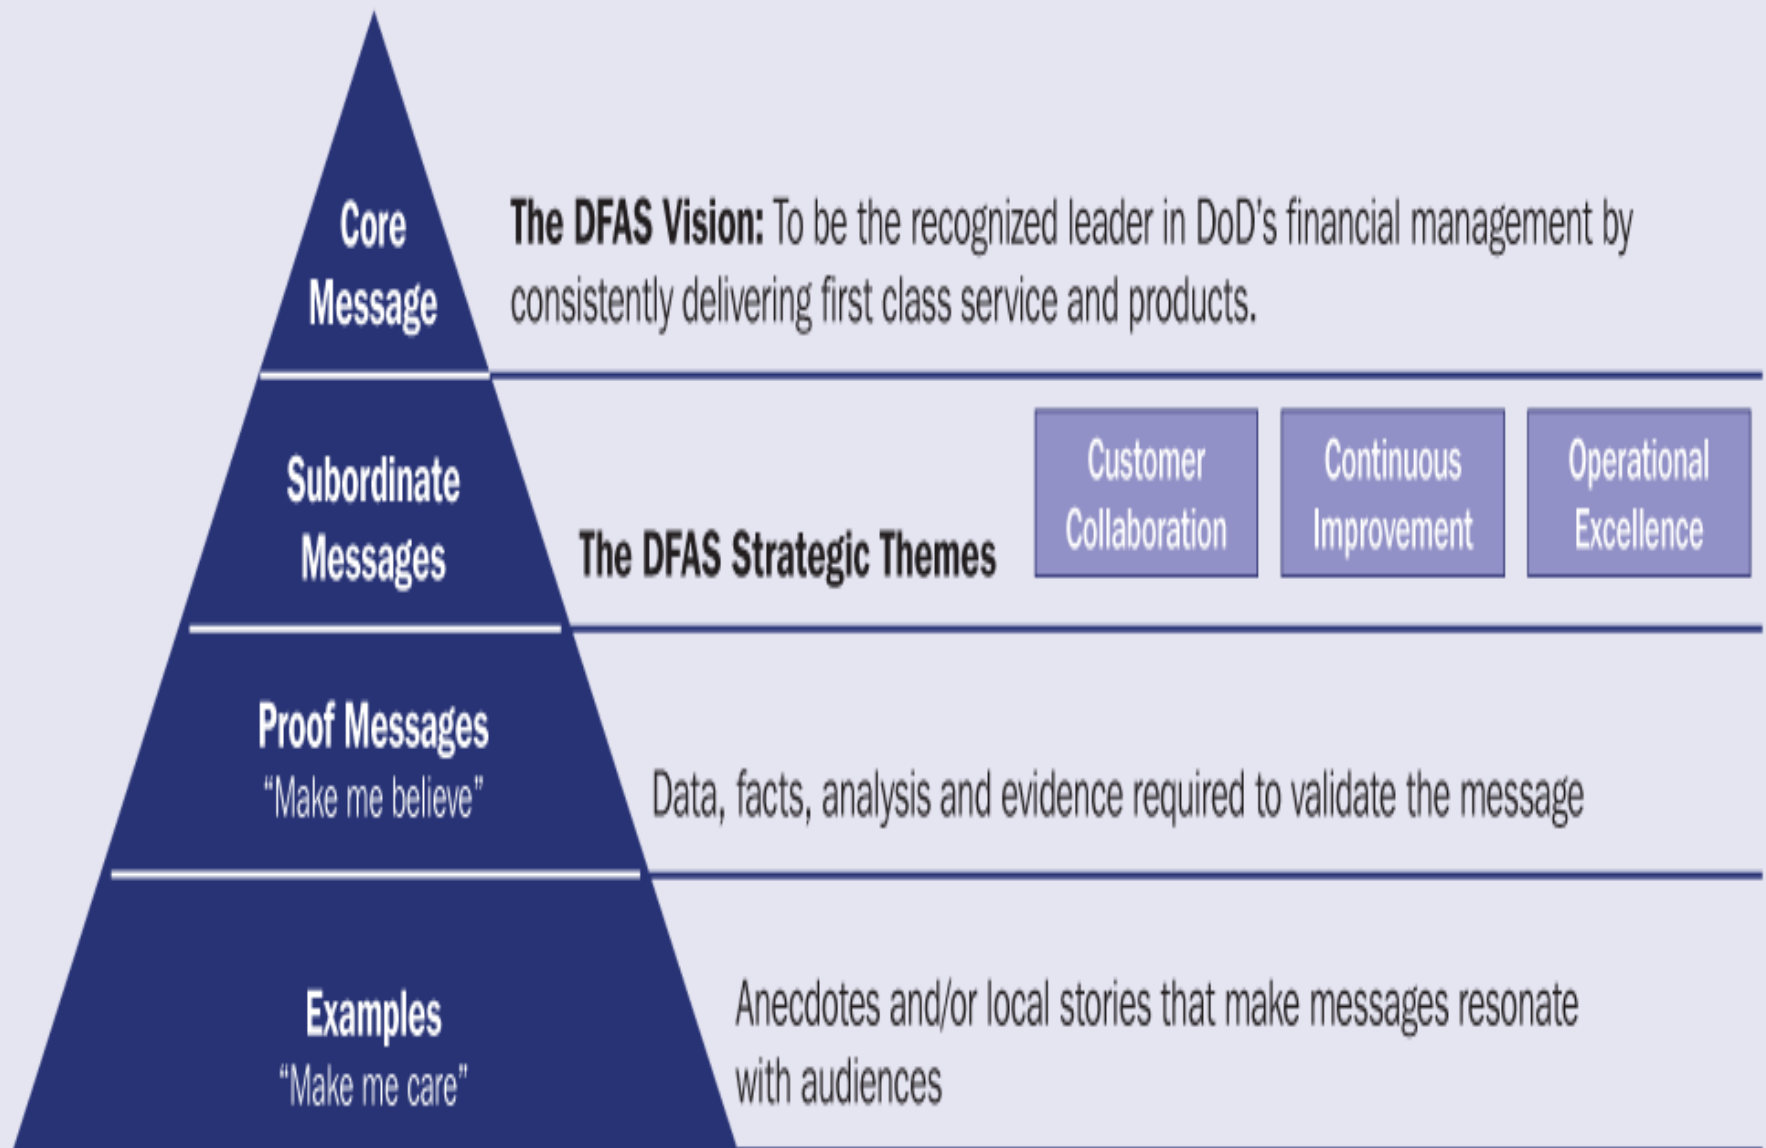 Core
Message
The DFAS Vision: To be the recognized leader in DoD's financial management by
consistently delivering first class service and products.
Subordinate
Messages
The DFAS Strategic Themes
Customer
Collaboration
Continuous
Improvement
Operational
Excellence
Proof Messages
“Make me believe”
Data, facts, analysis and evidence required to validate the message
Examples
“Make me care”
Anecdotes and/or local stories that make messages resonate
with audiences